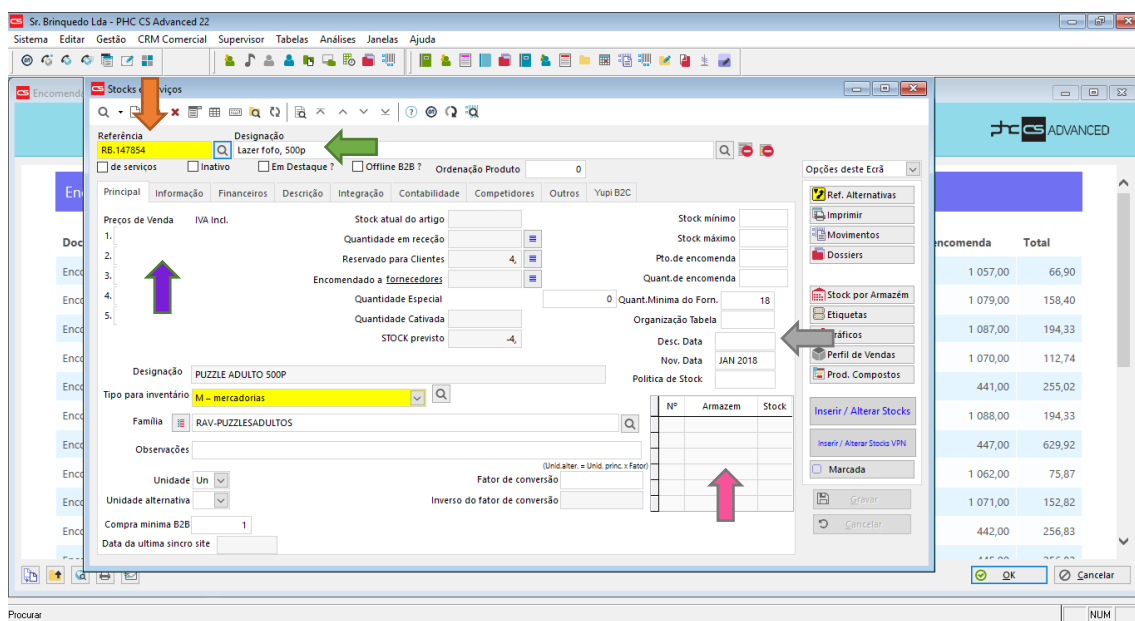 CS Sr. Brinquedo Lda - PHC CS Advanced 22
Sistema Editar Gestão CRM Comercial Supervisor Tabelas Análises Janelas Ajuda
Stocks e
phc CS ADVANCED
Referência Designação
RB.147854 Lazer fofo, 500p
de serviços Inativo Em Destaque ? Offline B2B ? Ordenação Produto 0 Opções deste Ecrã
Principal Informação Financeiros Descrição Integração Contabilidade Competidores Outros Yupi B2C
Ref. Alternativas
Preços de Venda IVA Incl. Stock atual do artigo Stock mínimo Imprimir
1. Quantidade em receção Stock máximo Movimentos
2. Reservado para Clientes 4, Pto.de encomenda Dossiers
3. Encomendado a fornecedores Quant.de encomenda
4. Quantidade Especial 0 Quant.Minima do Forn. 18 Stock por Armazém
5. Quantidade Cativada Organização Tabela Etiquetas
STOCK previsto -4, Desc. Data
Nov. Data JAN 2018 Perfil de Vendas
Designação PUZZLE ADULTO 500P Politica de Stock Prod. Compostos
Tipo para inventário M – mercadorias
Nº Armazem Stock
Inserir / Alterar Stocks
Família RAV-PUZZLESADULTOS
Inserir / Alterar Stocks VPN
Observações
(Unid.alter. = Unid. princ. x Fator)
Marcada
Unidade Un Fator de conversão
Unidade alternativa Inverso do fator de conversão
Gravar
Compra minima B2B 1
Cancelar
Data da ultima sincro site
Total
1 057,00 66,90
1 079,00 158,40
1 087,00 194,33
1 070,00 112,74
441,00 255,02
1 088,00 194,33
447,00 629,92
1 062,00 75,87
1 071,00 152,82
442,00 256,83
OK Cancelar
Procurar NUM